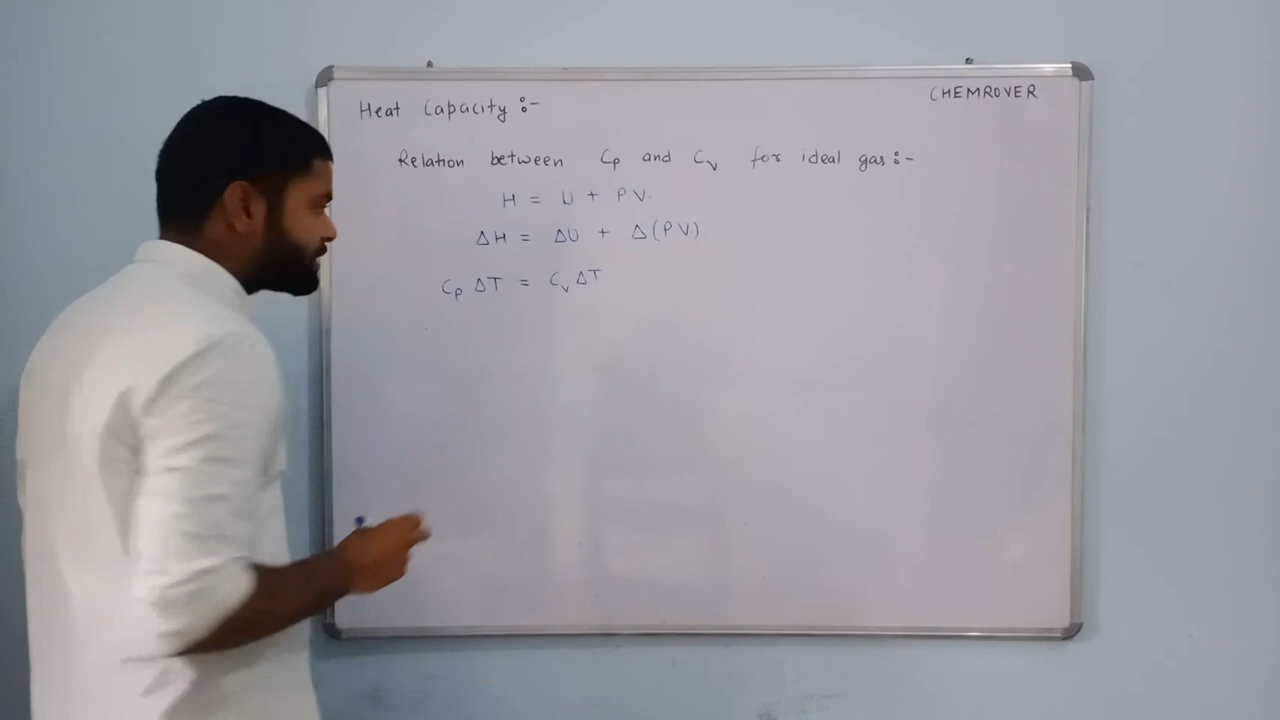 CHEMROVER
Heat Capacity :-
Relation between Cp and Cv for ideal gas :-
H = U + PV.
ΔH = ΔU + Δ(PV)
Cp ΔT = Cv ΔT